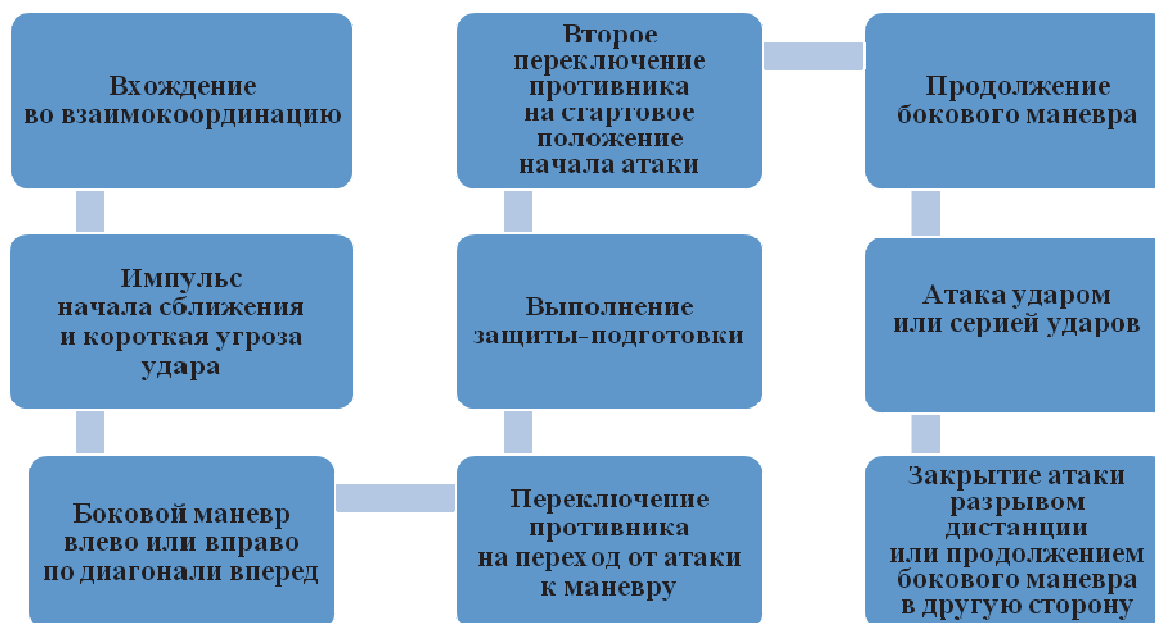 Вхождение
во взаимокоординацию
Импульс
начала сближения
и короткая угроза
удара
Боковой маневр
влево или вправо
по диагонали вперед
Переключение
противника
на переход от атаки
к маневру
Выполнение
защиты-подготовки
Второе
переключение
противника
на стартовое
положение
начала атаки
Продолжение
бокового маневра
Атака ударом
или серией ударов
Закрытие атаки
разрывом
дистанции
или продолжением
бокового маневра
в другую сторону